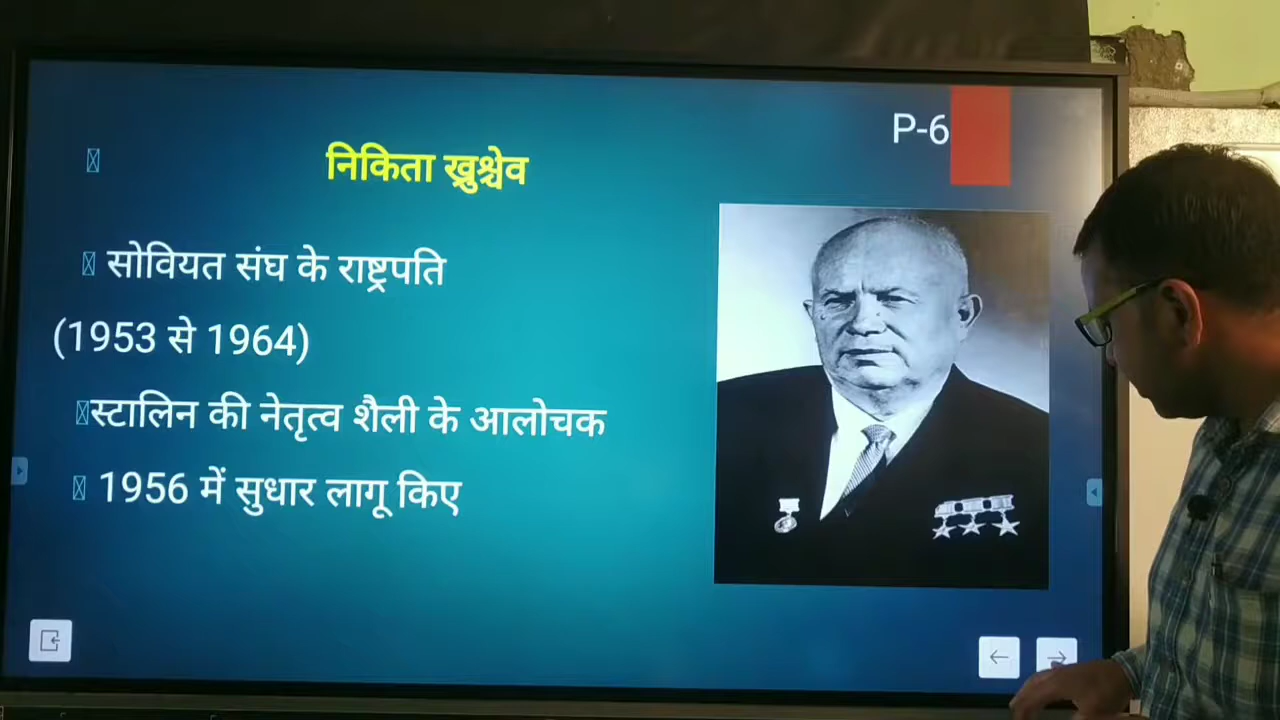 P-6
निकिता ख्रुश्चेव
सोवियत संघ के राष्ट्रपति
(1953 से 1964)
स्टालिन की नेतृत्व शैली के आलोचक
1956 में सुधार लागू किए